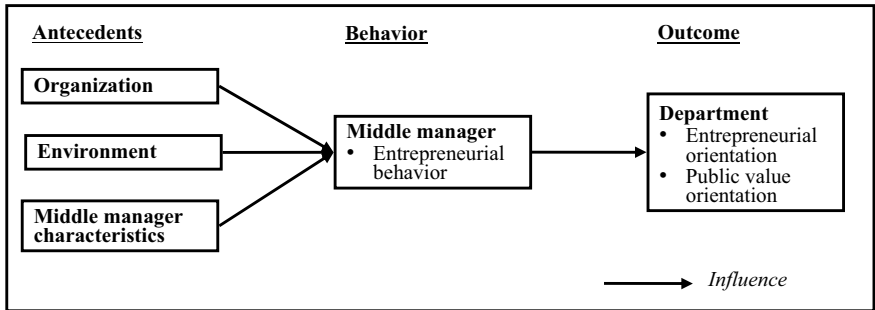 Antecedents
Behavior
Outcome
Organization
Environment
Middle manager
characteristics
Middle manager
• Entrepreneurial
behavior
Department
• Entrepreneurial
orientation
• Public value
orientation
Influence